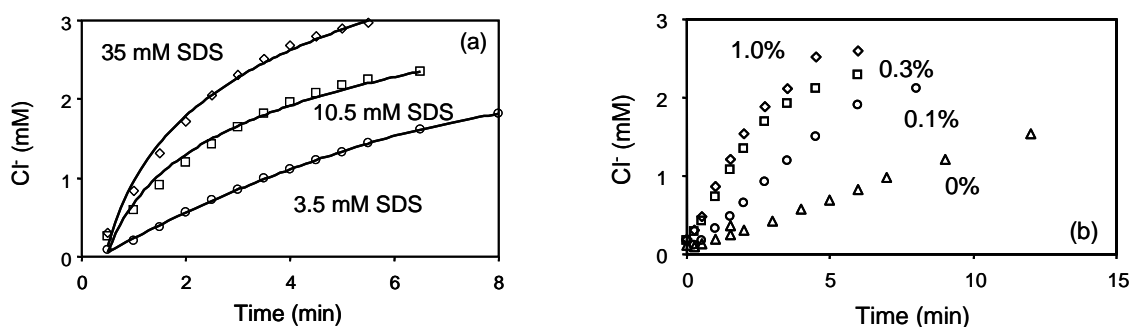 3
(a)
35 mM SDS
2
10.5 mM SDS
1
3.5 mM SDS
0
0 2 4 6 8
Cl- (mM)
Time (min)
3
1.0%
0.3%
2
0.1%
1
0%
(b)
0
0 5 10 15
Cl- (mM)
Time (min)